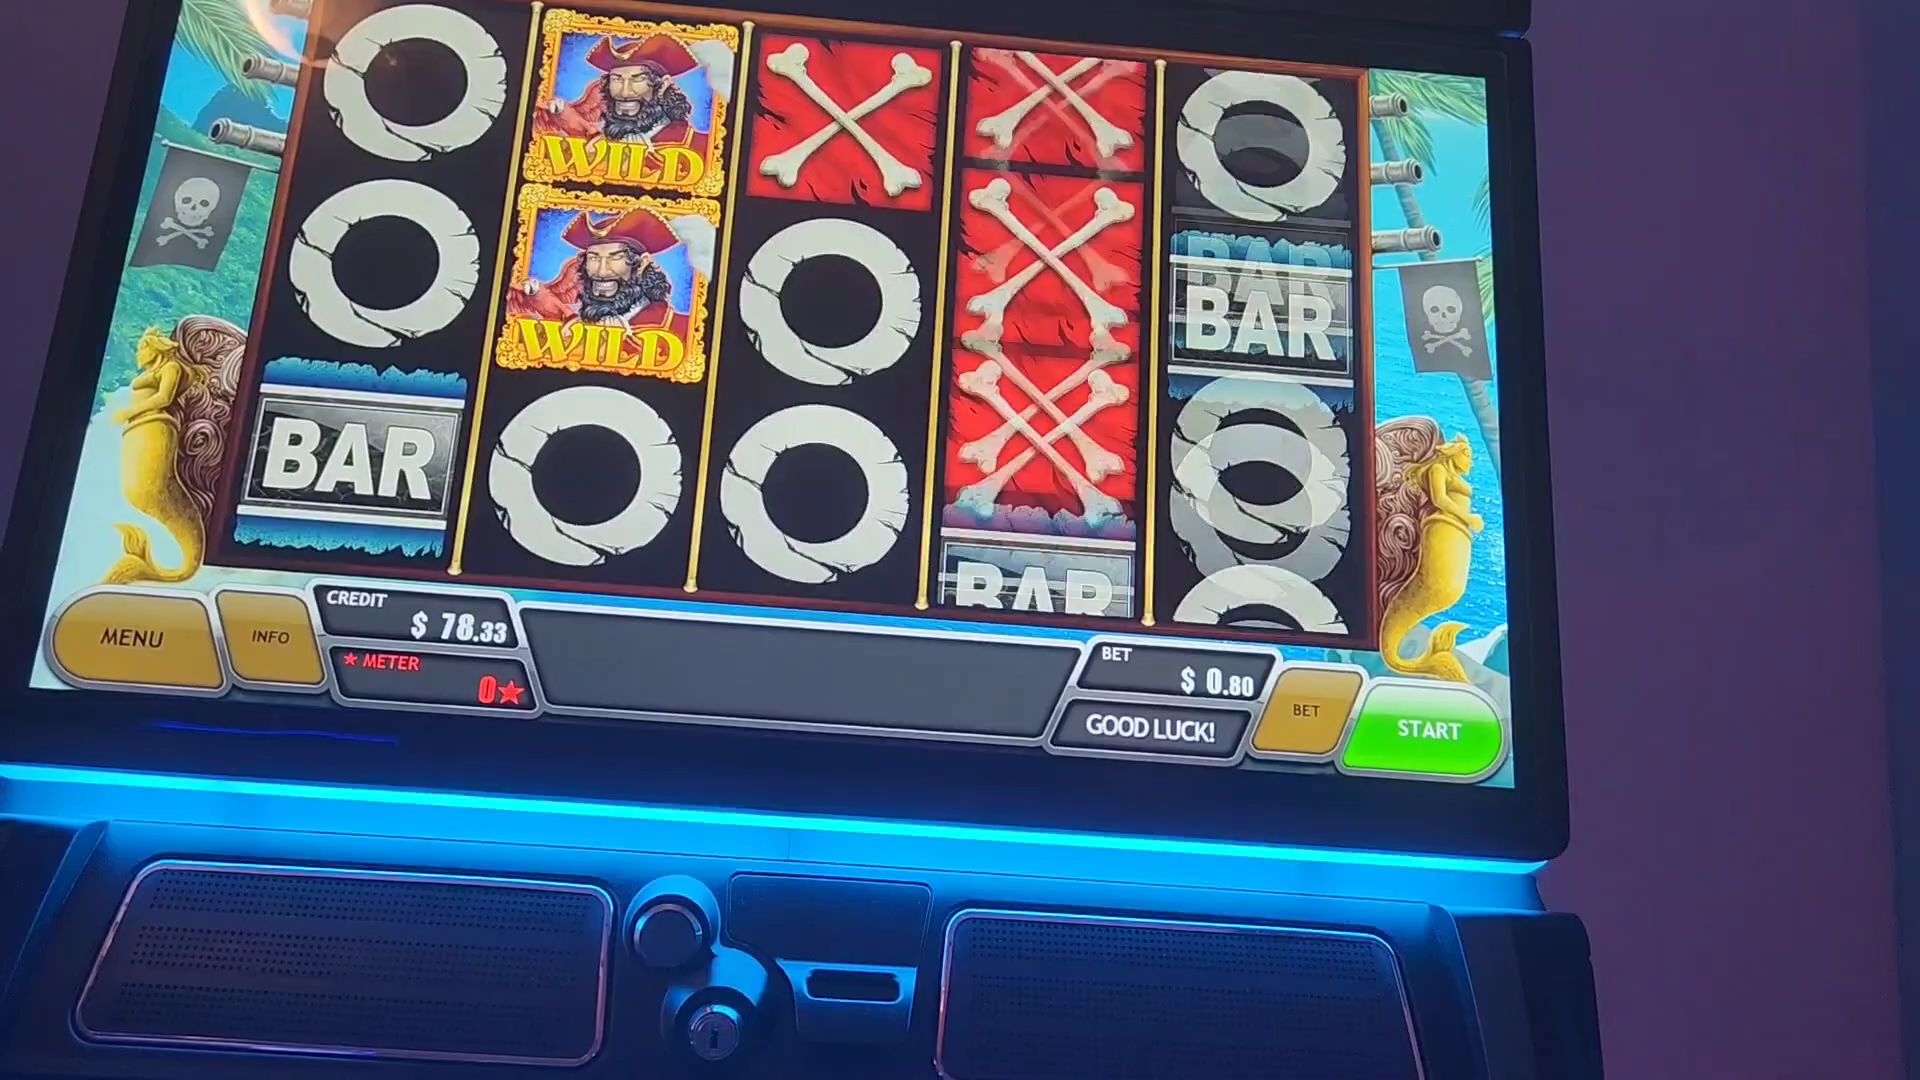 WILD
WILD
BAR
BAR
BAR
BAR
CREDIT
$ 78.33
METER
0
BET
$ 0.80
GOOD LUCK!
MENU
INFO
BET
START